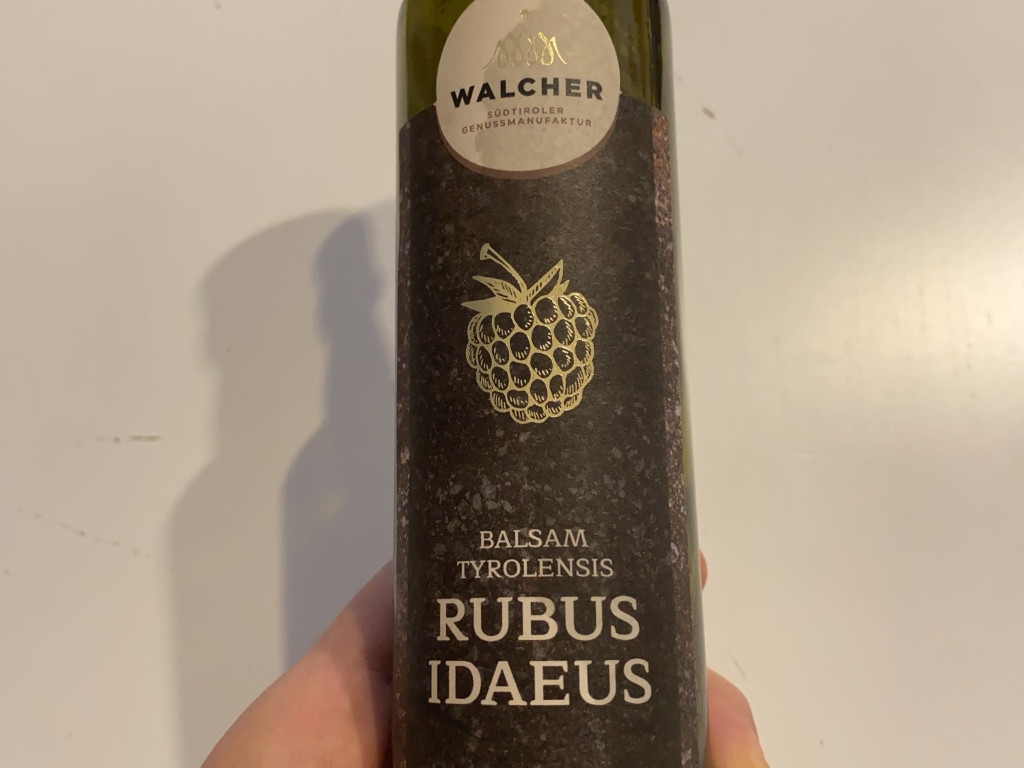 WALCHER
SÜDTIROLER
GENUSSMANUFAKTUR
BALSAM
TYROLENSIS
RUBUS
IDAEUS